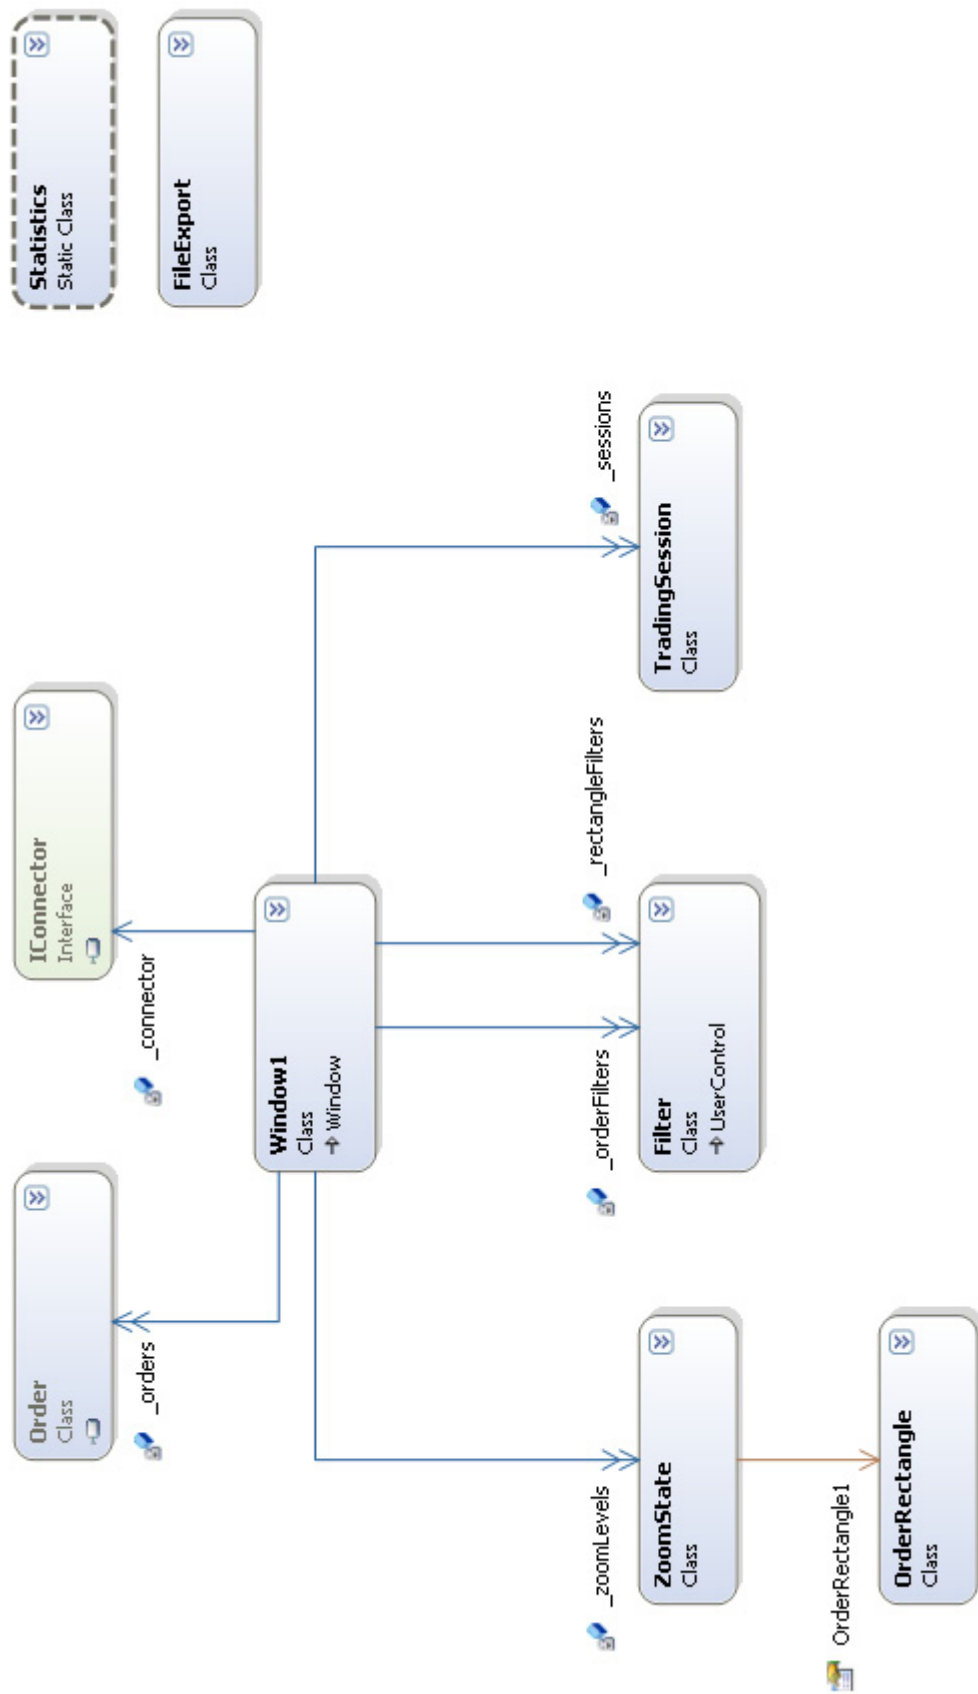 Order
Class
_orders
IConnector
Interface
_connector
Statistics
Static Class
FileExport
Class
Window1
Class
Window
_zoomLevels
_orderFilters
_rectangleFilters
_sessions
ZoomState
Class
Filter
Class
UserControl
TradingSession
Class
OrderRectangle1
OrderRectangle
Class